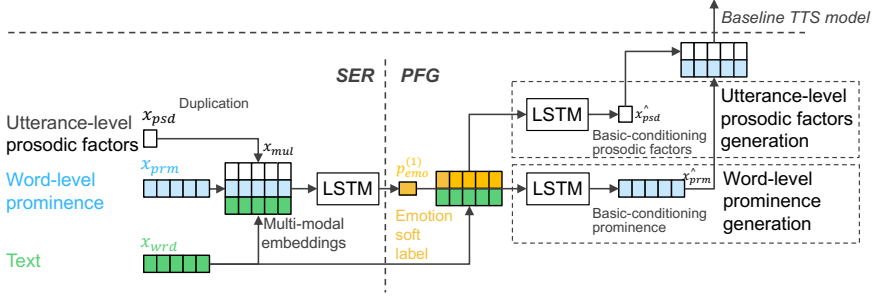 Baseline TTS model
SER
PFG
Utterance-level
prosodic factors
x_psd
Duplication
x_mul
Word-level
prominence
x_prm
LSTM
Multi-modal
embeddings
Text
x_wrd
p_emo^(1)
Emotion
soft
label
LSTM
x̂_psd
Basic-conditioning
prosodic factors
Utterance-level
prosodic factors
generation
LSTM
x̂_prm
Basic-conditioning
prominence
Word-level
prominence
generation